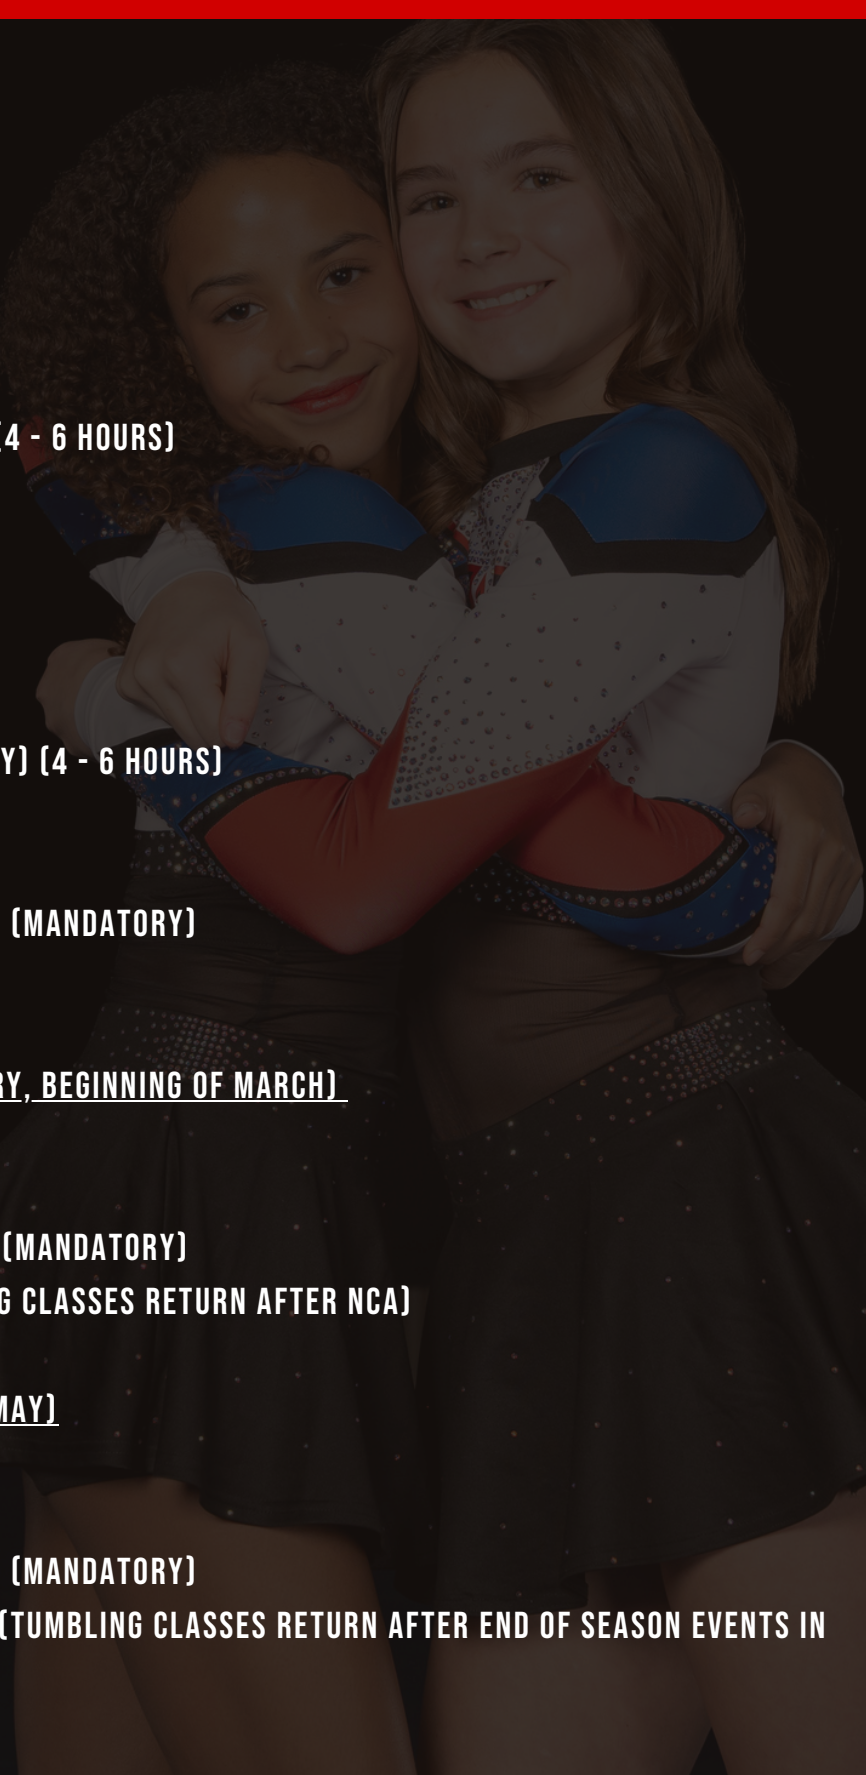 (4 - 6 HOURS)
Y) (4 - 6 HOURS)
(MANDATORY)
RY, BEGINNING OF MARCH)
(MANDATORY)
G CLASSES RETURN AFTER NCA)
MAY)
(MANDATORY)
(TUMBLING CLASSES RETURN AFTER END OF SEASON EVENTS IN